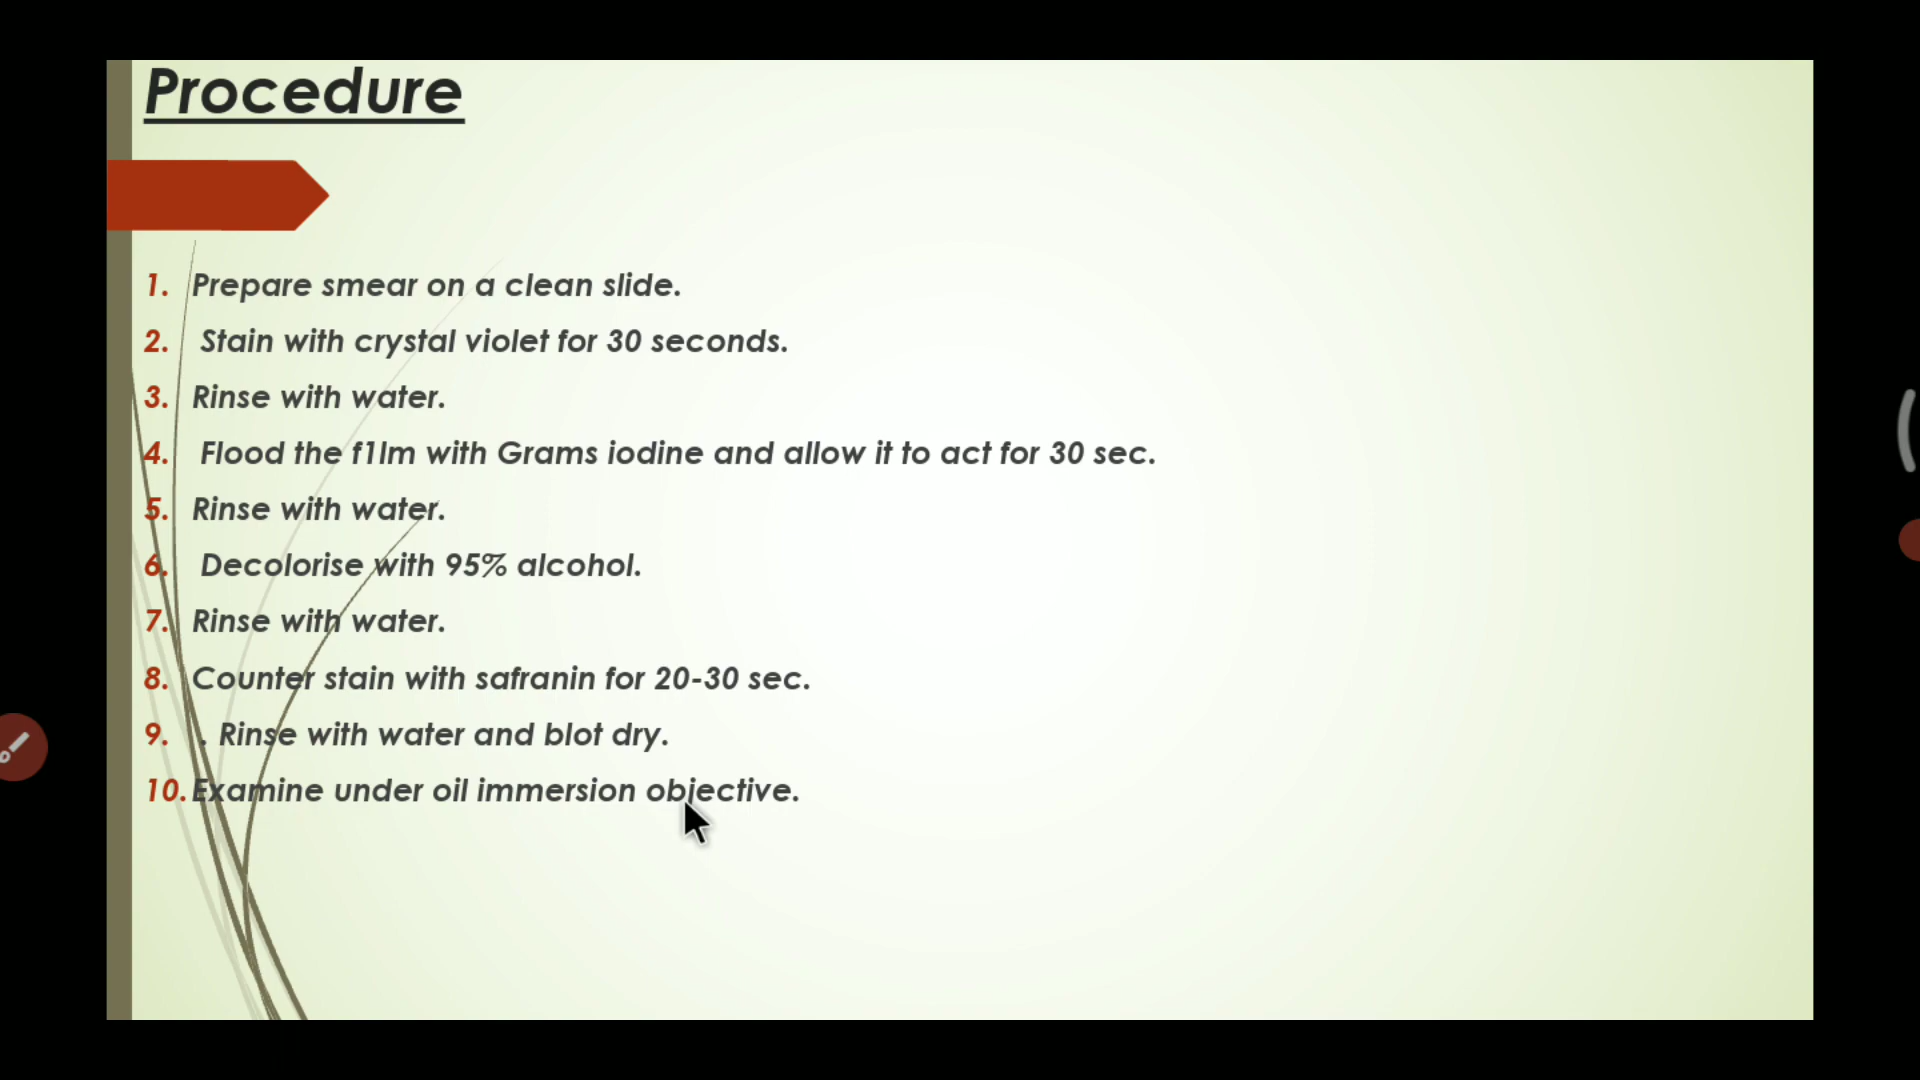 Procedure
1. Prepare smear on a clean slide.
2. Stain with crystal violet for 30 seconds.
3. Rinse with water.
4. Flood the f1lm with Grams iodine and allow it to act for 30 sec.
5. Rinse with water.
6. Decolorise with 95% alcohol.
7. Rinse with water.
8. Counter stain with safranin for 20-30 sec.
9. . Rinse with water and blot dry.
10. Examine under oil immersion objective.